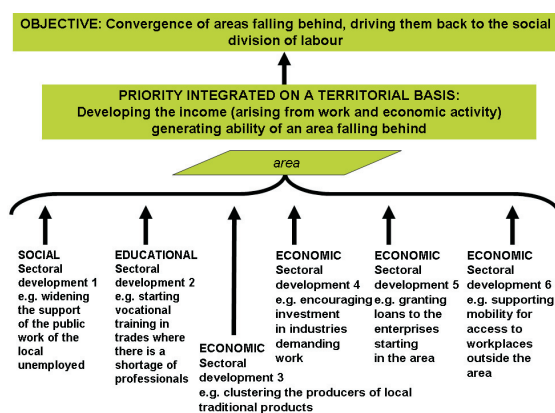 OBJECTIVE: Convergence of areas falling behind, driving them back to the social
division of labour
PRIORITY INTEGRATED ON A TERRITORIAL BASIS:
Developing the income (arising from work and economic activity)
generating ability of an area falling behind
area
SOCIAL
Sectoral
development 1
e.g. widening
the support
of the public
work of the
local
unemployed
EDUCATIONAL
Sectoral
development 2
e.g. starting
vocational
training in
trades where
there is a
shortage of
professionals
ECONOMIC
Sectoral
development 3
e.g. clustering the producers of local
traditional products
ECONOMIC
Sectoral
development 4
e.g. encouraging
investment
in industries
demanding
work
ECONOMIC
Sectoral
development 5
e.g. granting
loans to the
enterprises
starting
in the area
ECONOMIC
Sectoral
development 6
e.g. supporting
mobility for
access to
workplaces
outside the
area